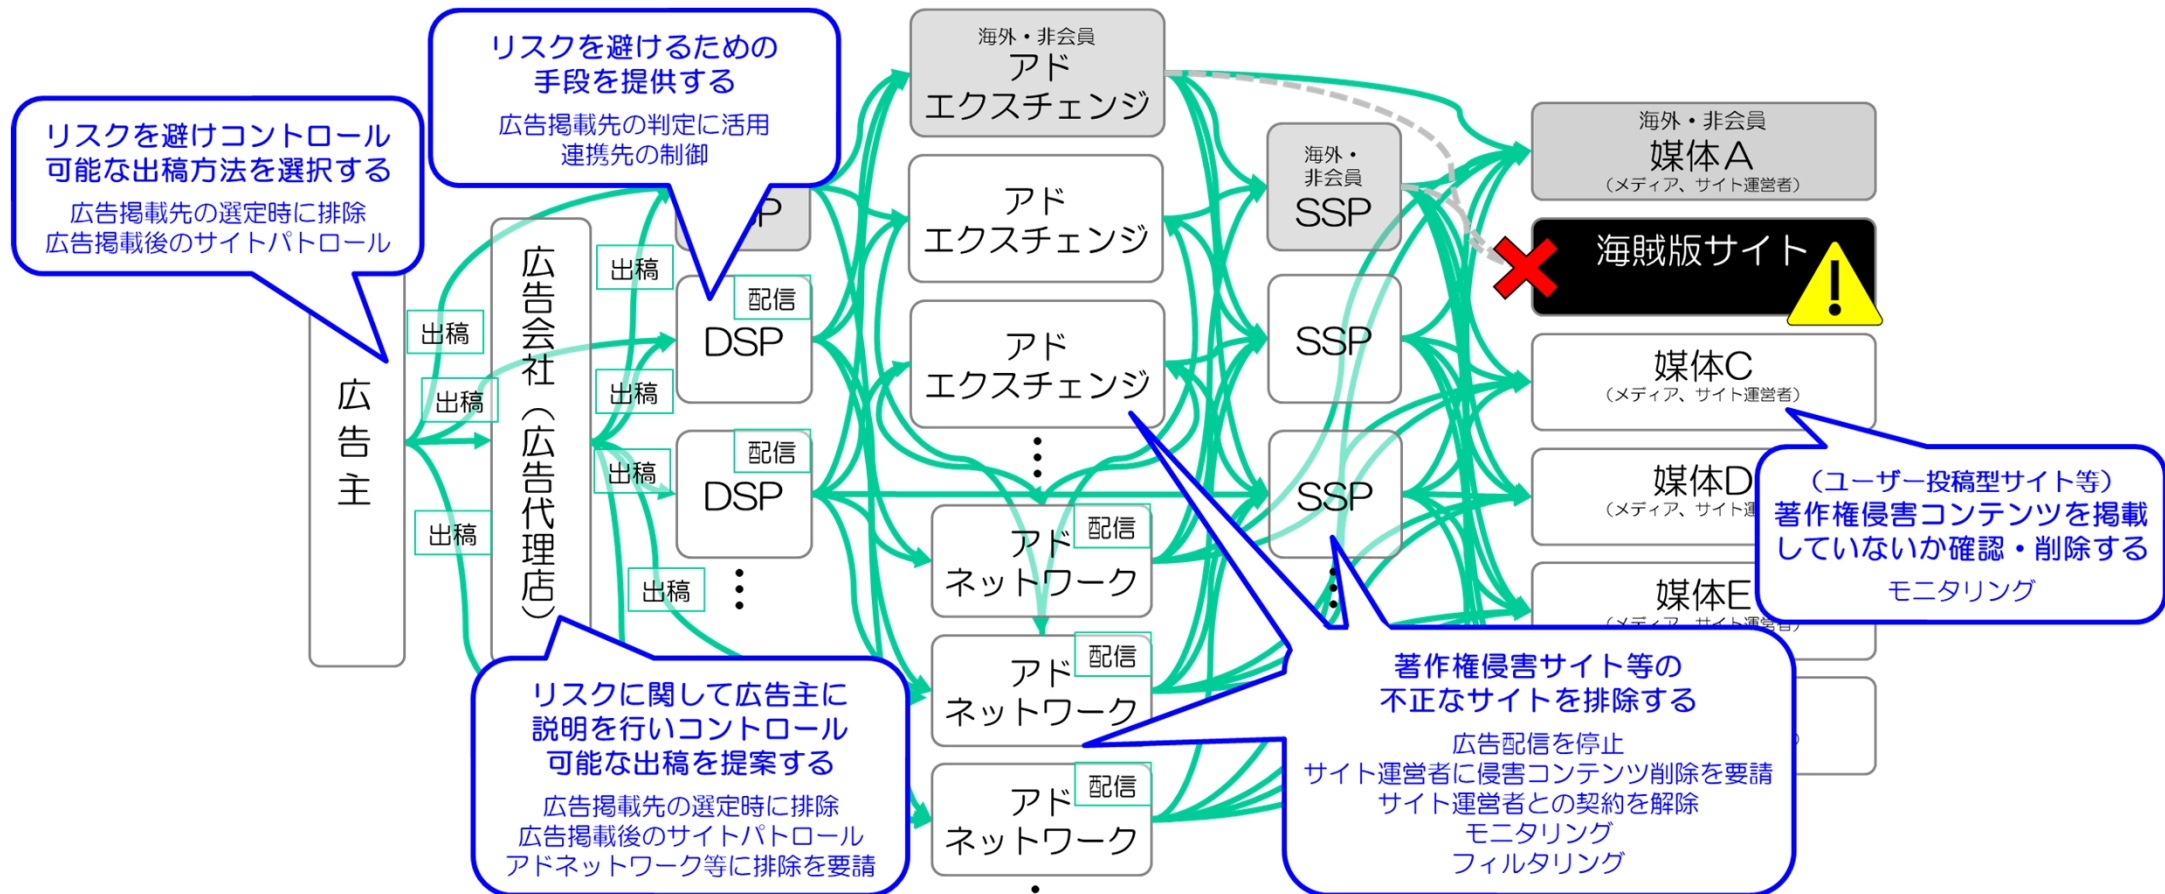 リスクを避けコントロール
可能な出稿方法を選択する
広告掲載先の選定時に排除
広告掲載後のサイトパトロール
広告主
出稿
出稿
出稿
広告会社（広告代理店）
リスクに関して広告主に
説明を行いコントロール
可能な出稿を提案する
広告掲載先の選定時に排除
広告掲載後のサイトパトロール
アドネットワーク等に排除を要請
出稿
出稿
出稿
出稿
リスクを避けるための
手段を提供する
広告掲載先の判定に活用
連携先の制御
配信
DSP
配信
DSP
海外・非会員
アド
エクスチェンジ
アド
エクスチェンジ
アド
エクスチェンジ
配信
アド
ネットワーク
配信
アド
ネットワーク
配信
アド
ネットワーク
海外・
非会員
SSP
SSP
SSP
著作権侵害サイト等の
不正なサイトを排除する
広告配信を停止
サイト運営者に侵害コンテンツ削除を要請
サイト運営者との契約を解除
モニタリング
フィルタリング
海外・非会員
媒体A
（メディア、サイト運営者）
海賊版サイト
媒体C
（メディア、サイト運営者）
媒体D
（メディア、サイト運
媒体E
（メディア、サイト運営者）
（ユーザー投稿型サイト等）
著作権侵害コンテンツを掲載
していないか確認・削除する
モニタリング